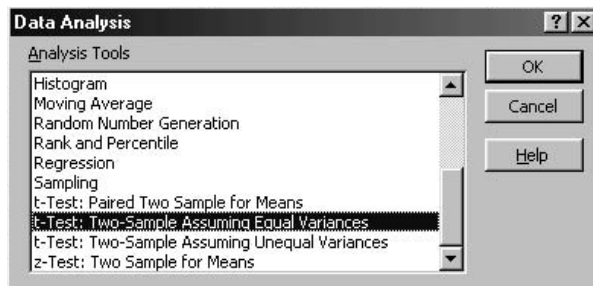 Data Analysis
Analysis Tools
Histogram
Moving Average
Random Number Generation
Rank and Percentile
Regression
Sampling
t-Test: Paired Two Sample for Means
t-Test: Two-Sample Assuming Equal Variances
t-Test: Two-Sample Assuming Unequal Variances
z-Test: Two Sample for Means
OK
Cancel
Help